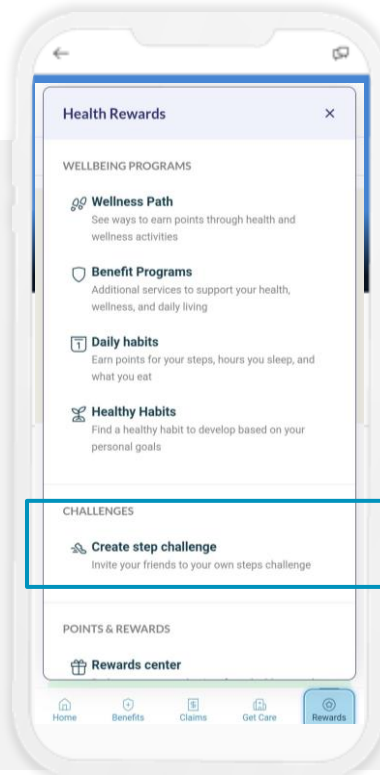 Health Rewards
WELLBEING PROGRAMS
Wellness Path
See ways to earn points through health and
wellness activities
Benefit Programs
Additional services to support your health,
wellness, and daily living
1 Daily habits
Earn points for your steps, hours you sleep, and
what you eat
Healthy Habits
Find a healthy habit to develop based on your
personal goals
CHALLENGES
Create step challenge
Invite your friends to your own steps challenge
POINTS & REWARDS
Rewards center
Home Benefits Claims Get Care Rewards